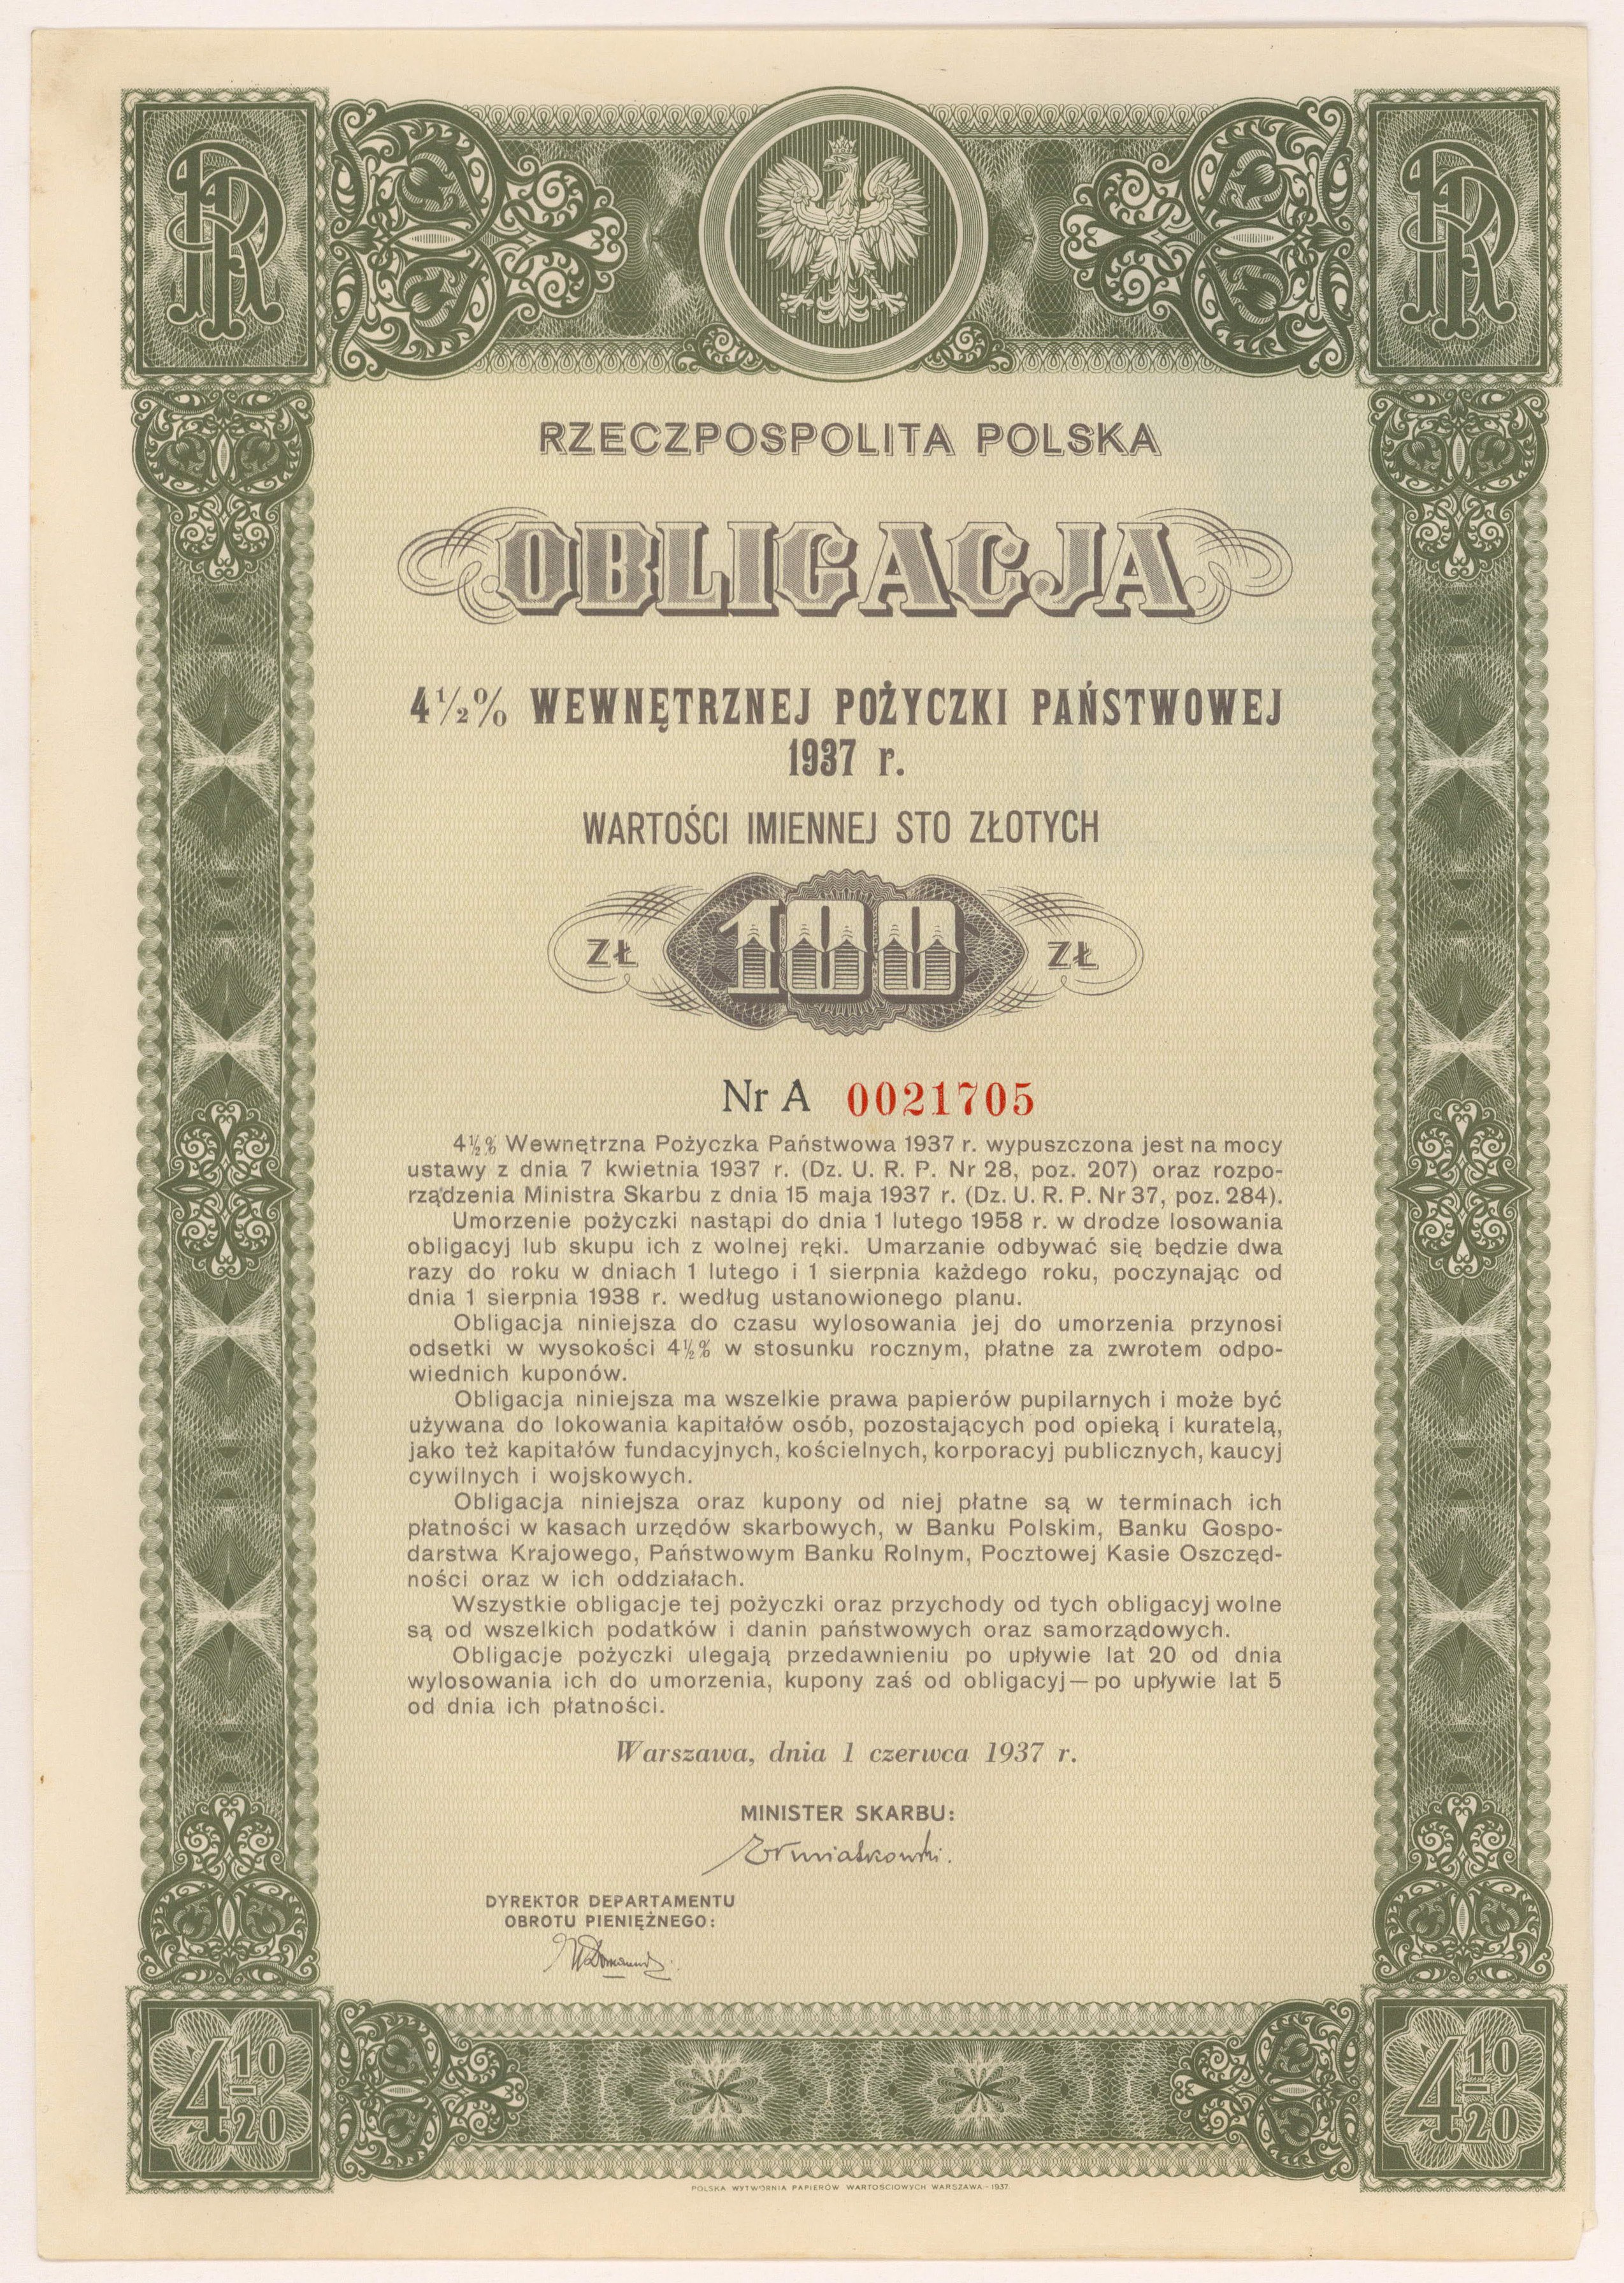 RP RP
RZECZPOSPOLITA POLSKA
OBLIGACJA
4½% WEWNĘTRZNEJ POŻYCZKI PAŃSTWOWEJ
1937 r.
WARTOŚCI IMIENNEJ STO ZŁOTYCH
ZŁ 100 ZŁ
Nr A 0021705
4½% Wewnętrzna Pożyczka Państwowa 1937 r. wypuszczona jest na mocy
ustawy z dnia 7 kwietnia 1937 r. (Dz. U. R. P. Nr 28, poz. 207) oraz rozpo-
rządzenia Ministra Skarbu z dnia 15 maja 1937 r. (Dz. U. R. P. Nr 37, poz. 284).
Umorzenie pożyczki nastąpi do dnia 1 lutego 1958 r. w drodze losowania
obligacyj lub skupu ich z wolnej ręki. Umarzanie odbywać się będzie dwa
razy do roku w dniach 1 lutego i 1 sierpnia każdego roku, poczynając od
dnia 1 sierpnia 1938 r. według ustanowionego planu.
Obligacja niniejsza do czasu wylosowania jej do umorzenia przynosi
odsetki w wysokości 4½% w stosunku rocznym, płatne za zwrotem odpo-
wiednich kuponów.
Obligacja niniejsza ma wszelkie prawa papierów pupilarnych i może być
używana do lokowania kapitałów osób, pozostających pod opieką i kuratelą,
jako też kapitałów fundacyjnych, kościelnych, korporacyj publicznych, kaucyj
cywilnych i wojskowych.
Obligacja niniejsza oraz kupony od niej płatne są w terminach ich
płatności w kasach urzędów skarbowych, w Banku Polskim, Banku Gospo-
darstwa Krajowego, Państwowym Banku Rolnym, Pocztowej Kasie Oszczęd-
ności oraz w ich oddziałach.
Wszystkie obligacje tej pożyczki oraz przychody od tych obligacyj wolne
są od wszelkich podatków i danin państwowych oraz samorządowych.
Obligacje pożyczki ulegają przedawnieniu po upływie lat 20 od dnia
wylosowania ich do umorzenia, kupony zaś od obligacyj—po upływie lat 5
od dnia ich płatności.
Warszawa, dnia 1 czerwca 1937 r.
MINISTER SKARBU:
DYREKTOR DEPARTAMENTU
OBROTU PIENIĘŻNEGO:
4 10/20 4 10/20
POLSKA WYTWÓRNIA PAPIERÓW WARTOŚCIOWYCH WARSZAWA-1937.